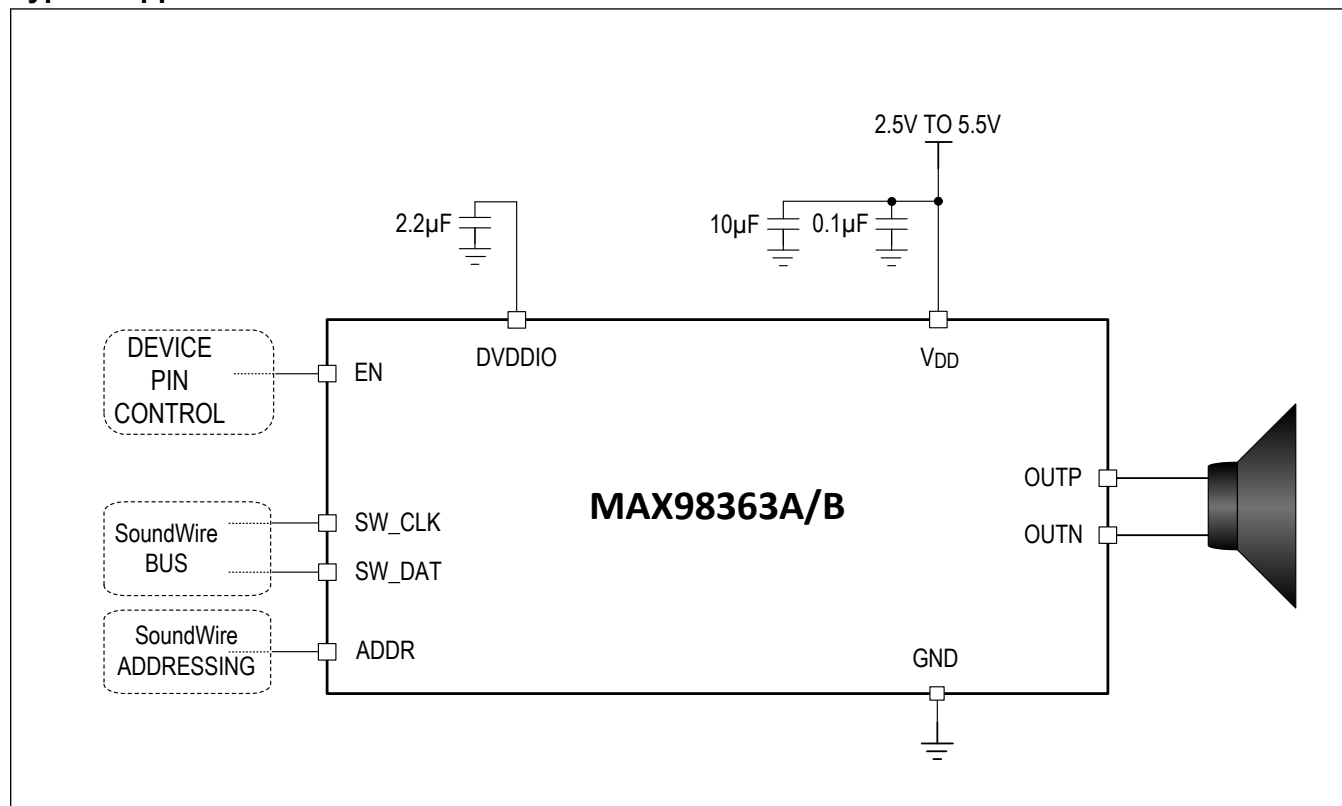 2.5V TO 5.5V
2.2µF
10µF
0.1µF
DEVICE
PIN
CONTROL
EN
DVDDIO
VDD
MAX98363A/B
OUTP
OUTN
SoundWire
BUS
SW_CLK
SW_DAT
SoundWire
ADDRESSING
ADDR
GND